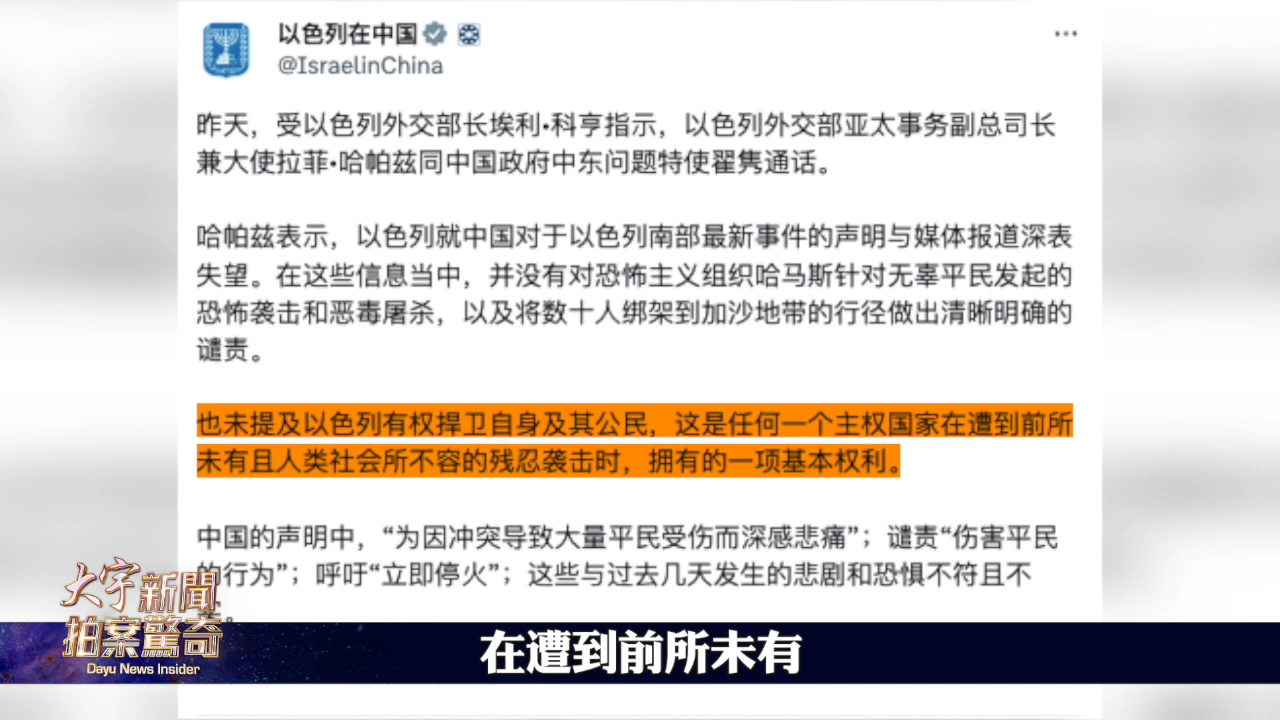 以色列在中国
@IsraelinChina
昨天，受以色列外交部长埃利·科亨指示，以色列外交部亚太事务副总司长
兼大使拉菲·哈帕兹同中国政府中东问题特使翟隽通话。
哈帕兹表示，以色列就中国对于以色列南部最新事件的声明与媒体报道深表
失望。在这些信息当中，并没有对恐怖主义组织哈马斯针对无辜平民发起的
恐怖袭击和恶毒屠杀，以及将数十人绑架到加沙地带的行径做出清晰明确的
谴责。
也未提及以色列有权捍卫自身及其公民，这是任何一个主权国家在遭到前所
未有且人类社会所不容的残忍袭击时，拥有的一项基本权利。
中国的声明中，“为因冲突导致大量平民受伤而深感悲痛”；谴责“伤害平民
的行为”；呼吁“立即停火”；这些与过去几天发生的悲剧和恐惧不符且不
大宇新聞
拍案驚奇
Dayu News Insider
在遭到前所未有